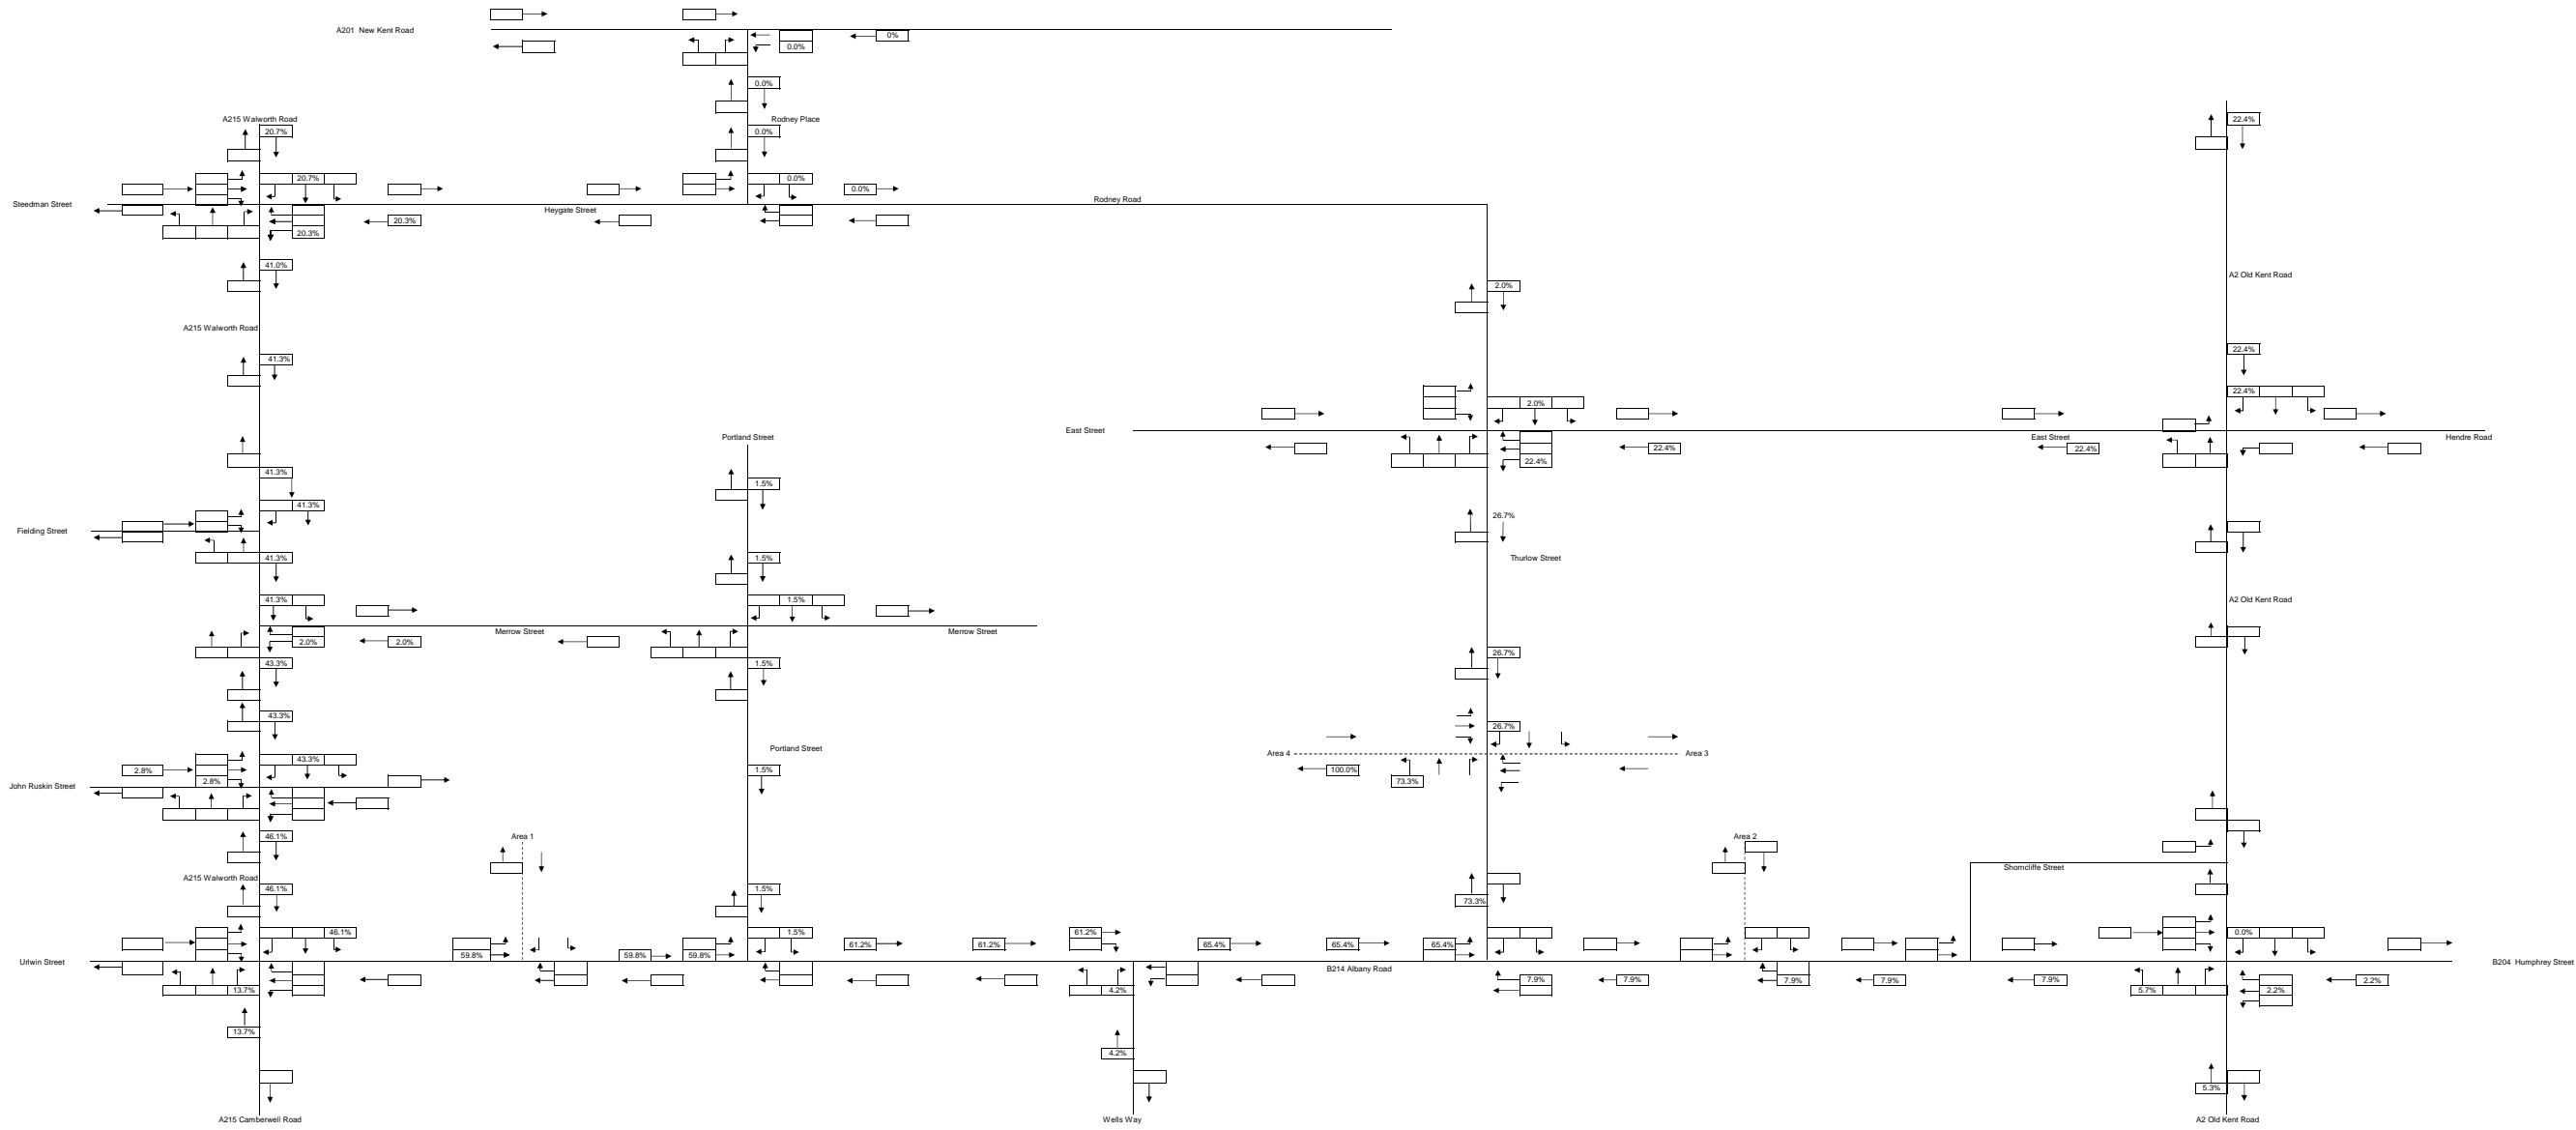 A201 New Kent Road
0%
0.0%
0.0%
A215 Walworth Road
Rodney Place
22.4%
20.7%
0.0%
20.7%
0.0%
0.0%
Steedman Street
Heygate Street
Rodney Road
20.3%
20.3%
41.0%
A2 Old Kent Road
2.0%
A215 Walworth Road
22.4%
41.3%
22.4%
2.0%
East Street
Portland Street
East Street
Hendre Road
22.4%
22.4%
22.4%
41.3%
1.5%
41.3%
26.7%
Fielding Street
41.3%
1.5%
Thurlow Street
41.3%
1.5%
A2 Old Kent Road
Merrow Street
Merrow Street
2.0%
2.0%
43.3%
1.5%
26.7%
43.3%
26.7%
Portland Street
Area 4
Area 3
43.3%
2.8%
1.5%
100.0%
2.8%
73.3%
John Ruskin Street
46.1%
Area 1
Area 2
Shorncliffe Street
A215 Walworth Road
46.1%
1.5%
73.3%
46.1%
1.5%
61.2%
0.0%
61.2%
61.2%
65.4%
65.4%
65.4%
59.8%
59.8%
59.8%
Urlwin Street
B214 Albany Road
B204 Humphrey Street
7.9%
7.9%
7.9%
7.9%
7.9%
2.2%
13.7%
4.2%
5.7%
2.2%
13.7%
4.2%
5.3%
A215 Camberwell Road
Wells Way
A2 Old Kent Road